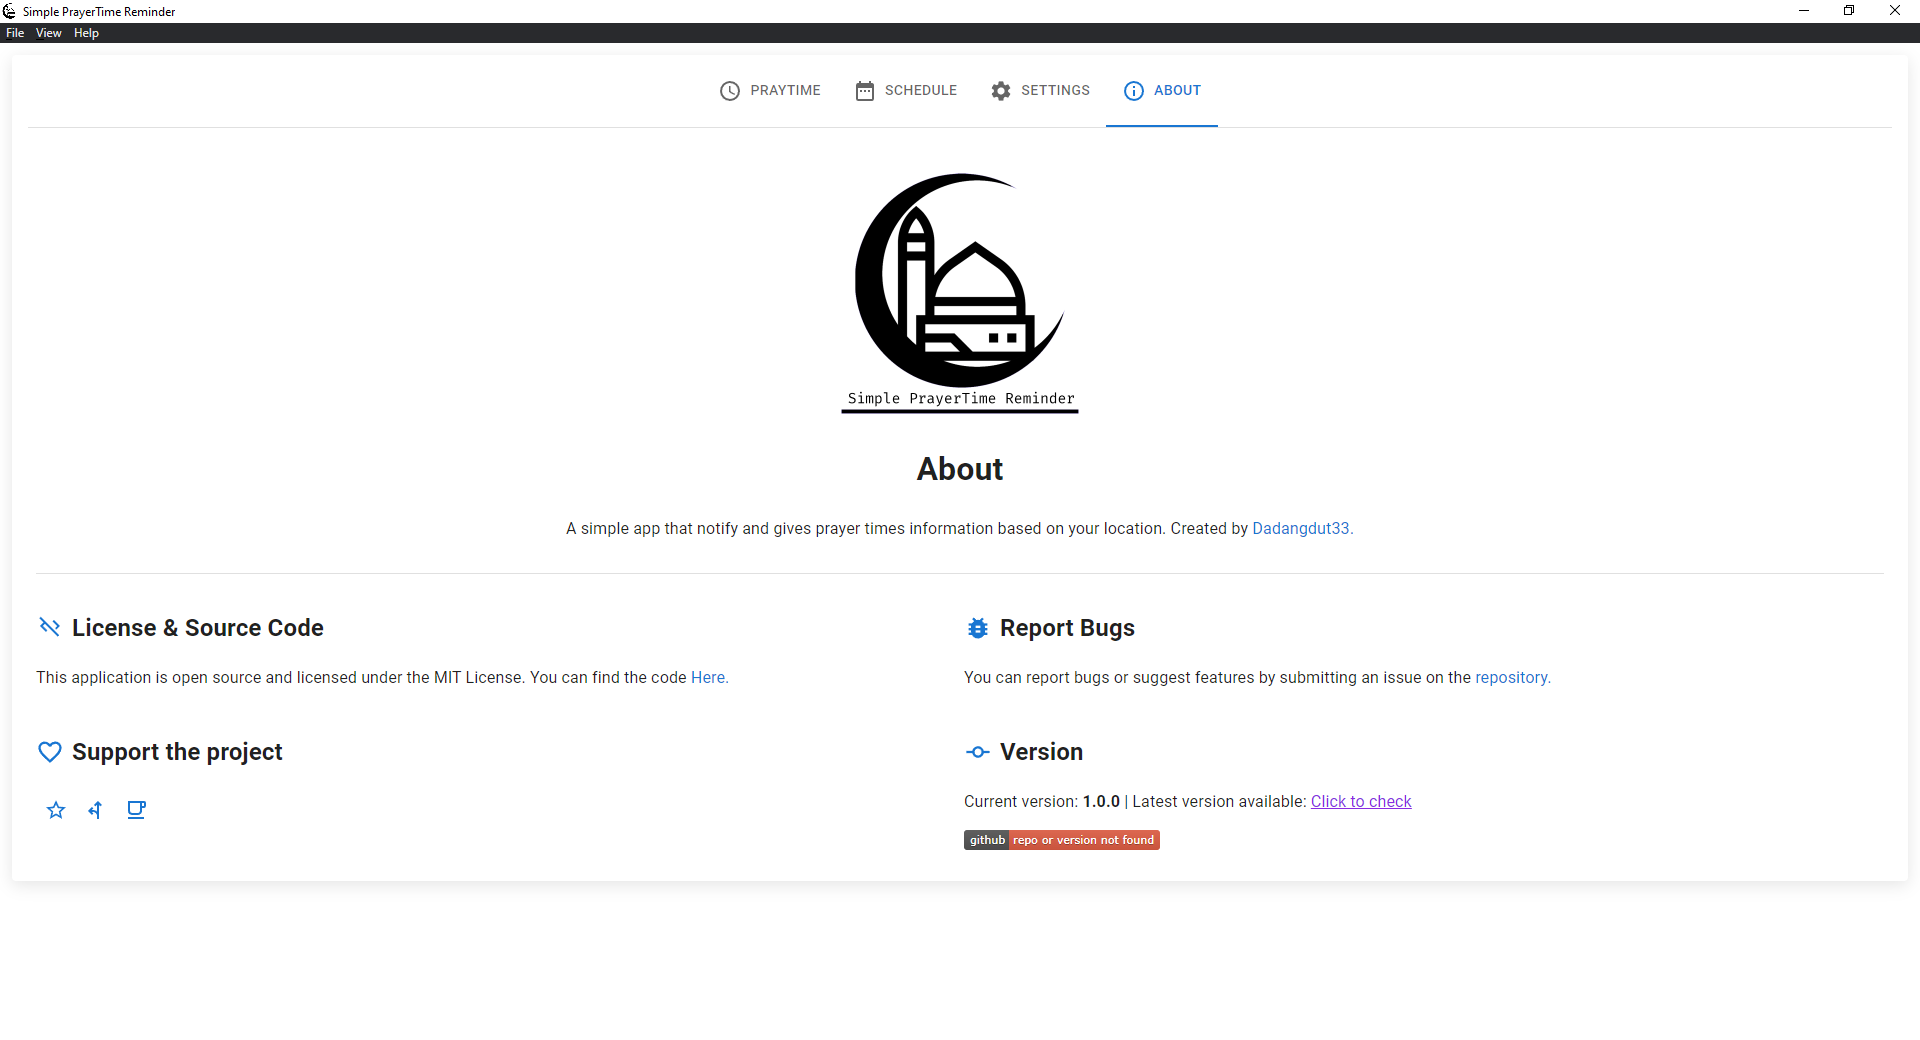 Simple PrayerTime Reminder
File View Help
PRAYTIME SCHEDULE SETTINGS ABOUT
Simple PrayerTime Reminder
About
A simple app that notify and gives prayer times information based on your location. Created by Dadangdut33.
License & Source Code
This application is open source and licensed under the MIT License. You can find the code Here.
Report Bugs
You can report bugs or suggest features by submitting an issue on the repository.
Support the project
Version
Current version: 1.0.0 | Latest version available: Click to check
github repo or version not found